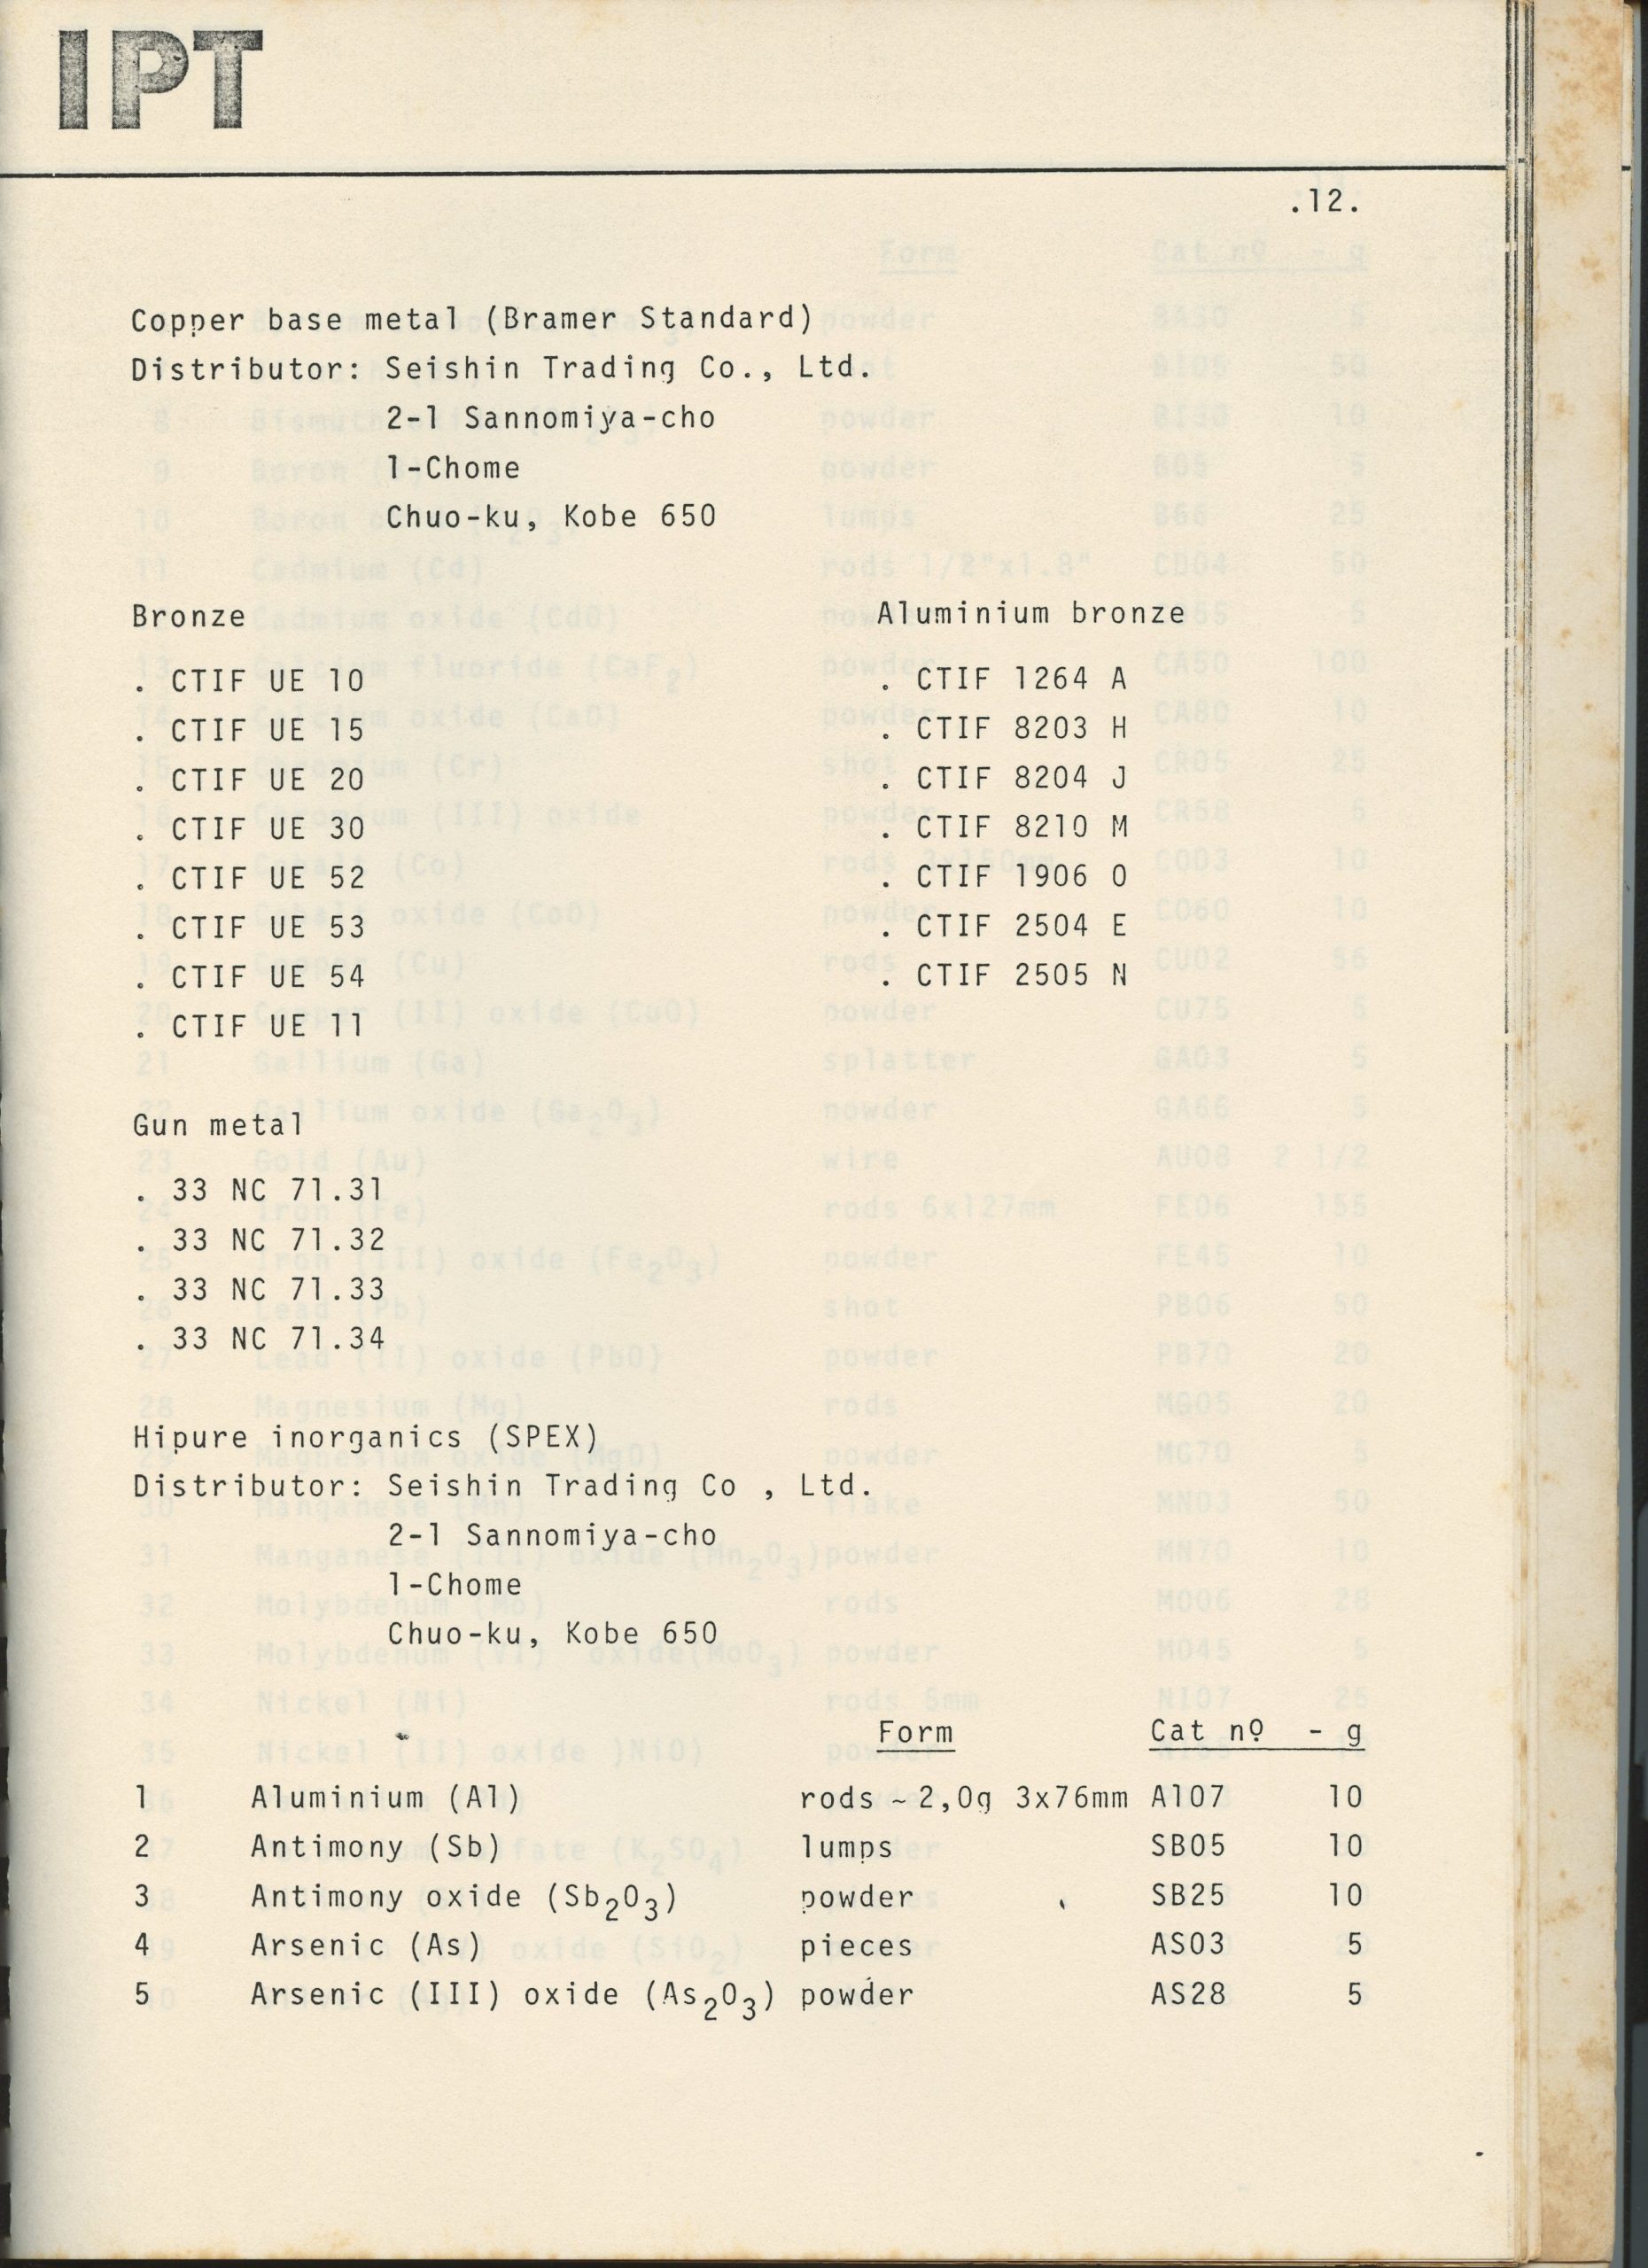 IPT
.12.
Copper base metal (Bramer Standard)
Distributor: Seishin Trading Co., Ltd.
2-1 Sannomiya-cho
1-Chome
Chuo-ku, Kobe 650
Bronze
. CTIF UE 10
. CTIF UE 15
. CTIF UE 20
. CTIF UE 30
. CTIF UE 52
. CTIF UE 53
. CTIF UE 54
. CTIF UE 11
Aluminium bronze
. CTIF 1264 A
. CTIF 8203 H
. CTIF 8204 J
. CTIF 8210 M
. CTIF 1906 O
. CTIF 2504 E
. CTIF 2505 N
Gun metal
. 33 NC 71.31
. 33 NC 71.32
. 33 NC 71.33
. 33 NC 71.34
Hipure inorganics (SPEX)
Distributor: Seishin Trading Co , Ltd.
2-1 Sannomiya-cho
1-Chome
Chuo-ku, Kobe 650
Form Cat nº - g
1 Aluminium (Al) rods ~ 2,0g 3x76mm Al07 10
2 Antimony (Sb) lumps SB05 10
3 Antimony oxide (Sb₂O₃) powder SB25 10
4 Arsenic (As) pieces AS03 5
5 Arsenic (III) oxide (As₂O₃) powder AS28 5